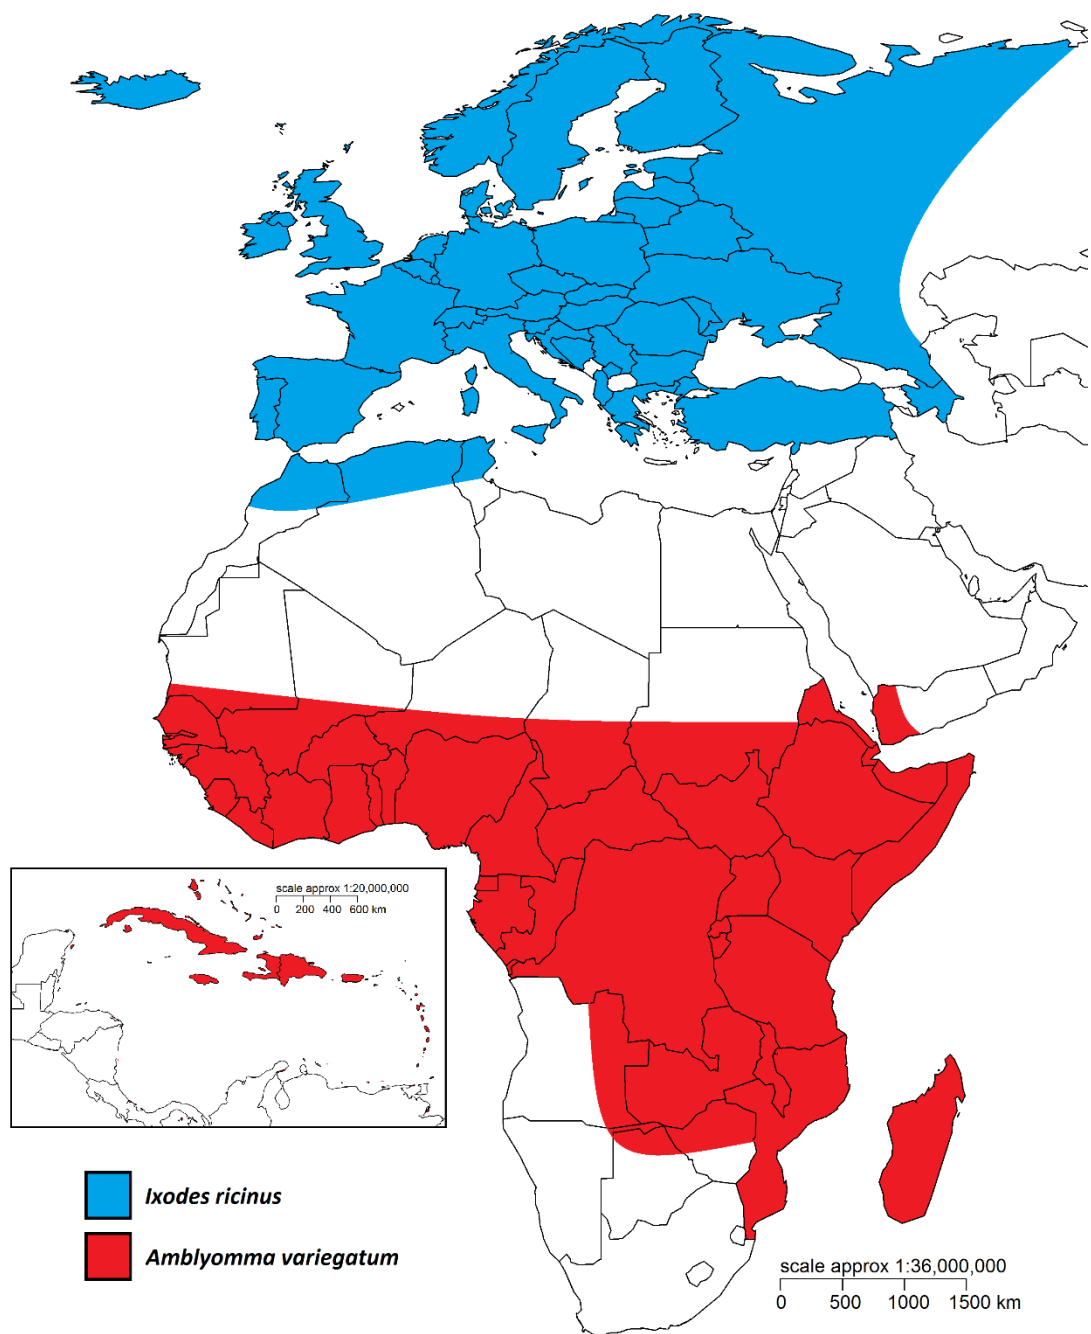 scale approx 1:20,000,000
0 200 400 600 km
Ixodes ricinus
Amblyomma variegatum
scale approx 1:36,000,000
0 500 1000 1500 km